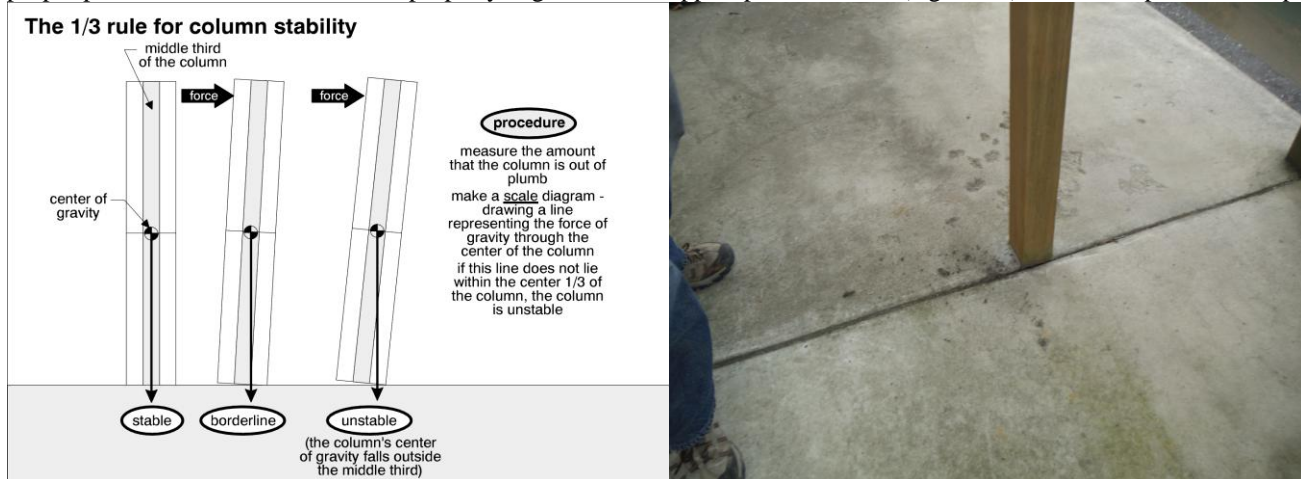 The 1/3 rule for column stability
middle third
of the column
force
force
center of
gravity
procedure
measure the amount
that the column is out of
plumb
make a scale diagram -
drawing a line
representing the force of
gravity through the
center of the column
if this line does not lie
within the center 1/3 of
the column, the column
is unstable
stable
borderline
unstable
(the column's center
of gravity falls outside
the middle third)